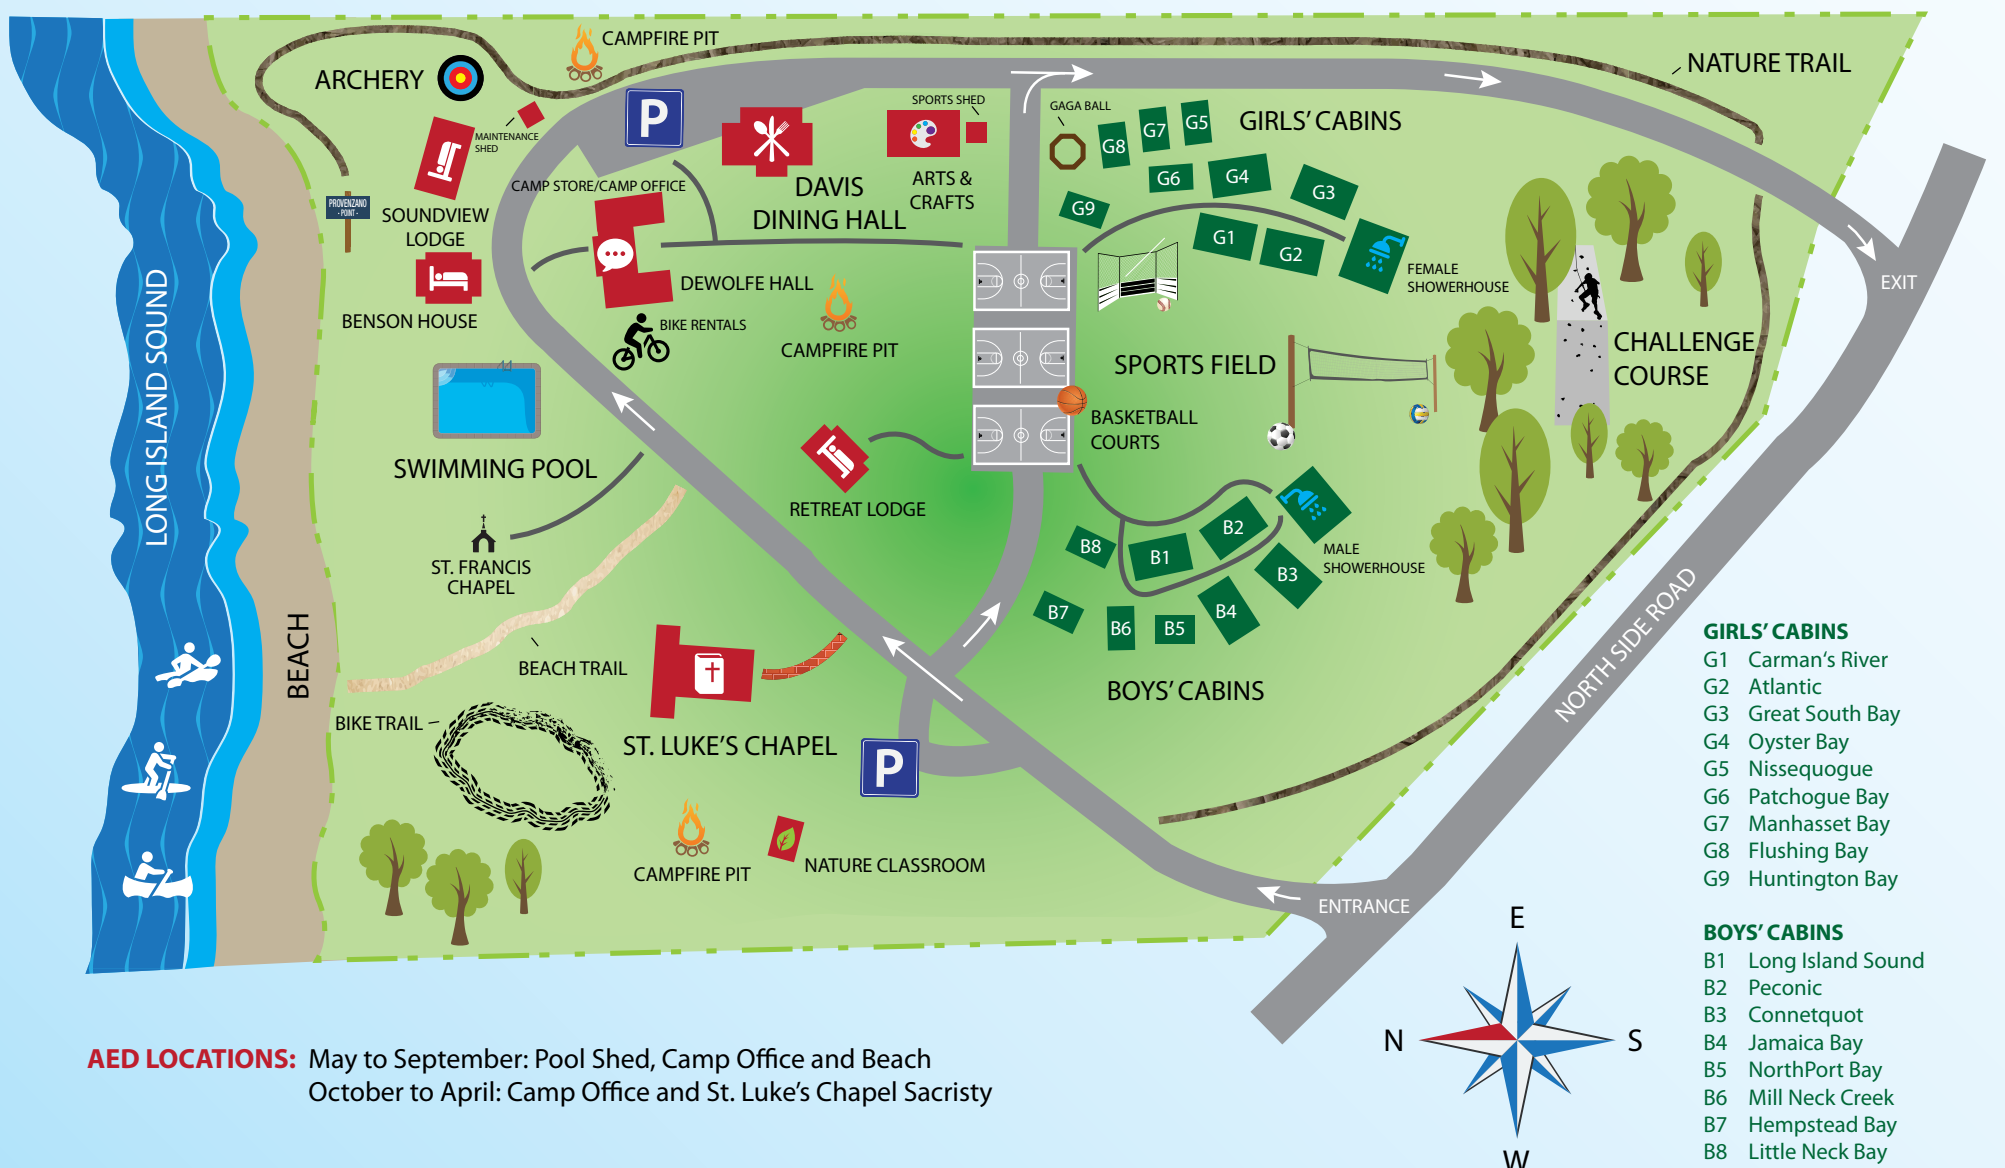 CAMPFIRE PIT
ARCHERY
NATURE TRAIL
P
SPORTS SHED
GAGA BALL
GIRLS' CABINS
MAINTENANCE
SHED
G8
G7
G5
G6
G4
G3
G9
G1
G2
CAMP STORE/CAMP OFFICE
DAVIS
DINING HALL
ARTS &
CRAFTS
PROVENZANO
- POINT -
SOUNDVIEW
LODGE
FEMALE
SHOWERHOUSE
EXIT
DEWOLFE HALL
BENSON HOUSE
BIKE RENTALS
CAMPFIRE PIT
SPORTS FIELD
CHALLENGE
COURSE
LONG ISLAND SOUND
BASKETBALL
COURTS
SWIMMING POOL
RETREAT LODGE
ST. FRANCIS
CHAPEL
B8
B1
B2
B3
B7
B6
B5
B4
MALE
SHOWERHOUSE
BEACH
BEACH TRAIL
BOYS' CABINS
NORTH SIDE ROAD
BIKE TRAIL
ST. LUKE'S CHAPEL
P
CAMPFIRE PIT
NATURE CLASSROOM
ENTRANCE
GIRLS' CABINS
G1 Carman's River
G2 Atlantic
G3 Great South Bay
G4 Oyster Bay
G5 Nissequogue
G6 Patchogue Bay
G7 Manhasset Bay
G8 Flushing Bay
G9 Huntington Bay
BOYS' CABINS
B1 Long Island Sound
B2 Peconic
B3 Connetquot
B4 Jamaica Bay
B5 NorthPort Bay
B6 Mill Neck Creek
B7 Hempstead Bay
B8 Little Neck Bay
E
N
S
W
AED LOCATIONS: May to September: Pool Shed, Camp Office and Beach
October to April: Camp Office and St. Luke's Chapel Sacristy